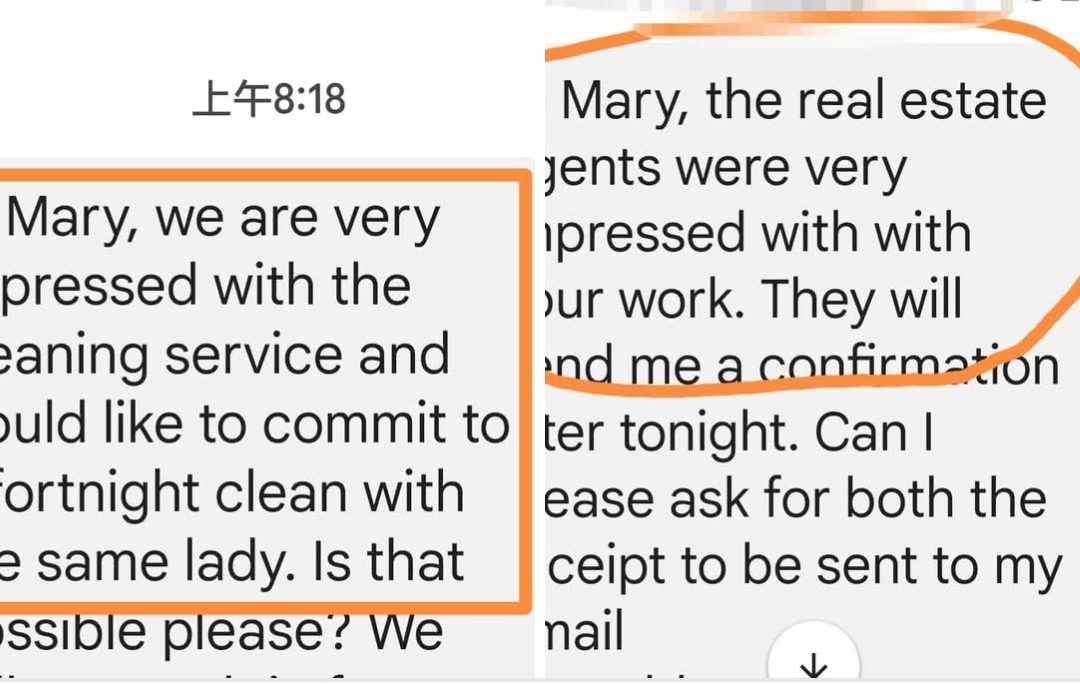 上午8:18
Mary, we are very
pressed with the
eaning service and
ould like to commit to
fortnight clean with
e same lady. Is that
ossible please? We
Mary, the real estate
gents were very
mpressed with with
our work. They will
end me a confirmation
ter tonight. Can I
ease ask for both the
ceipt to be sent to my
mail